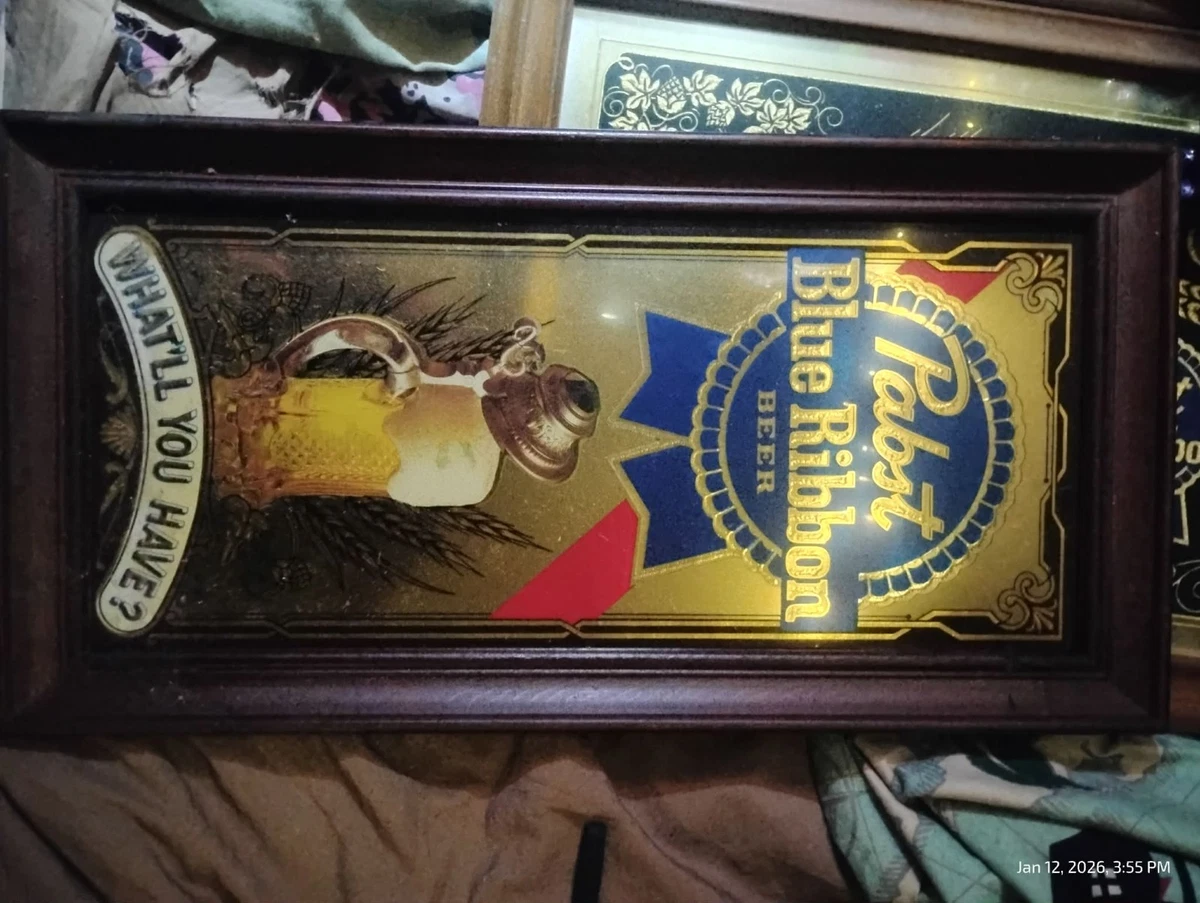 Pabst
Blue Ribbon
BEER
WHAT'LL YOU HAVE?
Jan 12, 2026, 3:55 PM